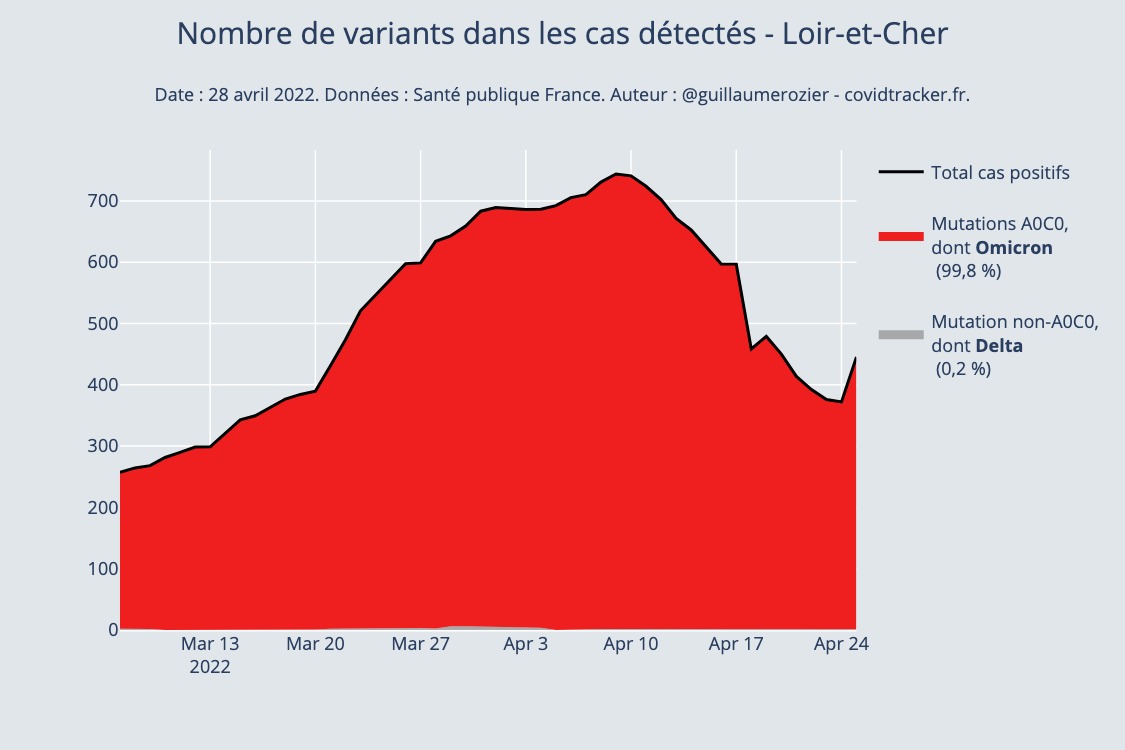 Nombre de variants dans les cas détectés - Loir-et-Cher
Date : 28 avril 2022. Données : Santé publique France. Auteur : @guillaumerozier - covidtracker.fr.
Total cas positifs
Mutations A0C0,
dont Omicron
(99,8 %)
Mutation non-A0C0,
dont Delta
(0,2 %)
700
600
500
400
300
200
100
0
Mar 13
2022
Mar 20
Mar 27
Apr 3
Apr 10
Apr 17
Apr 24